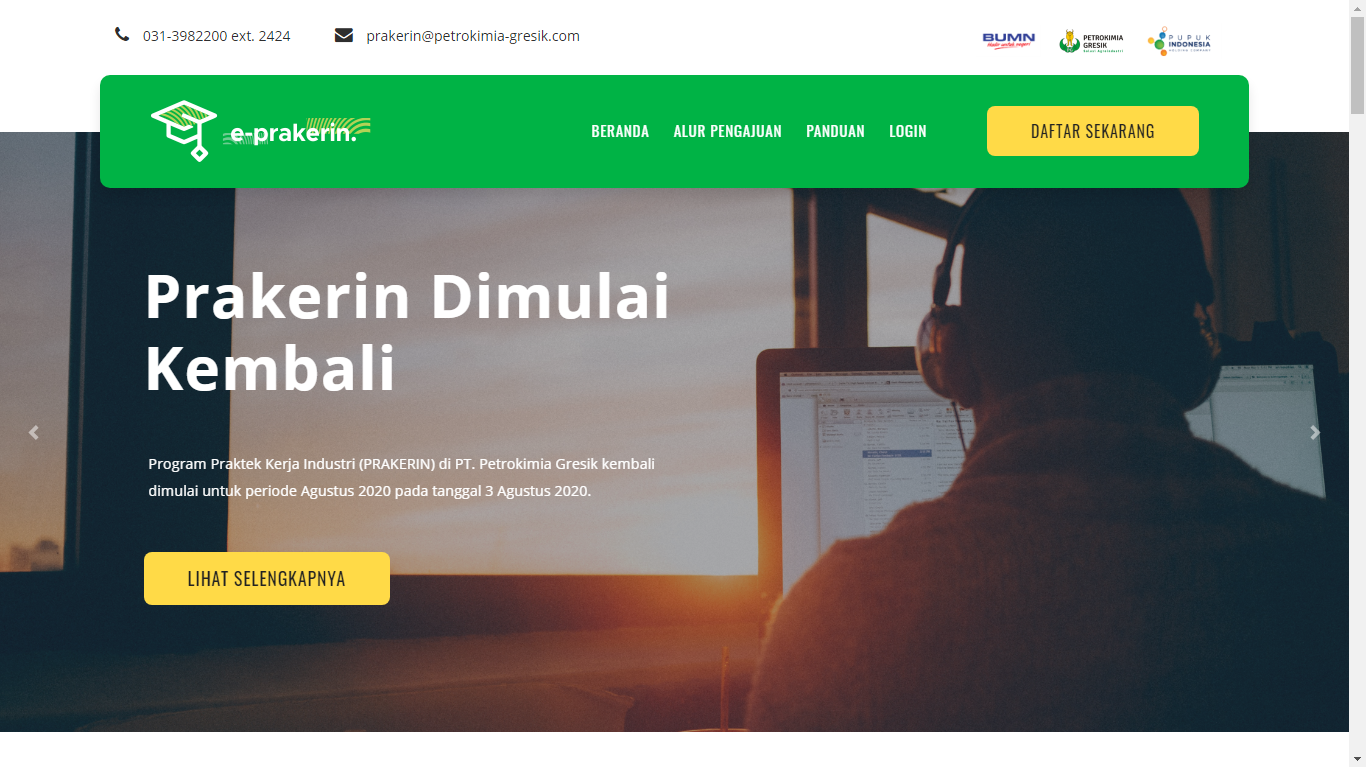 031-3982200 ext. 2424
prakerin@petrokimia-gresik.com
BUMN
PETROKIMIA
GRESIK
PUPUK
INDONESIA
e-prakerin.
BERANDA
ALUR PENGAJUAN
PANDUAN
LOGIN
DAFTAR SEKARANG
Prakerin Dimulai
Kembali
Program Praktek Kerja Industri (PRAKERIN) di PT. Petrokimia Gresik kembali
dimulai untuk periode Agustus 2020 pada tanggal 3 Agustus 2020.
LIHAT SELENGKAPNYA